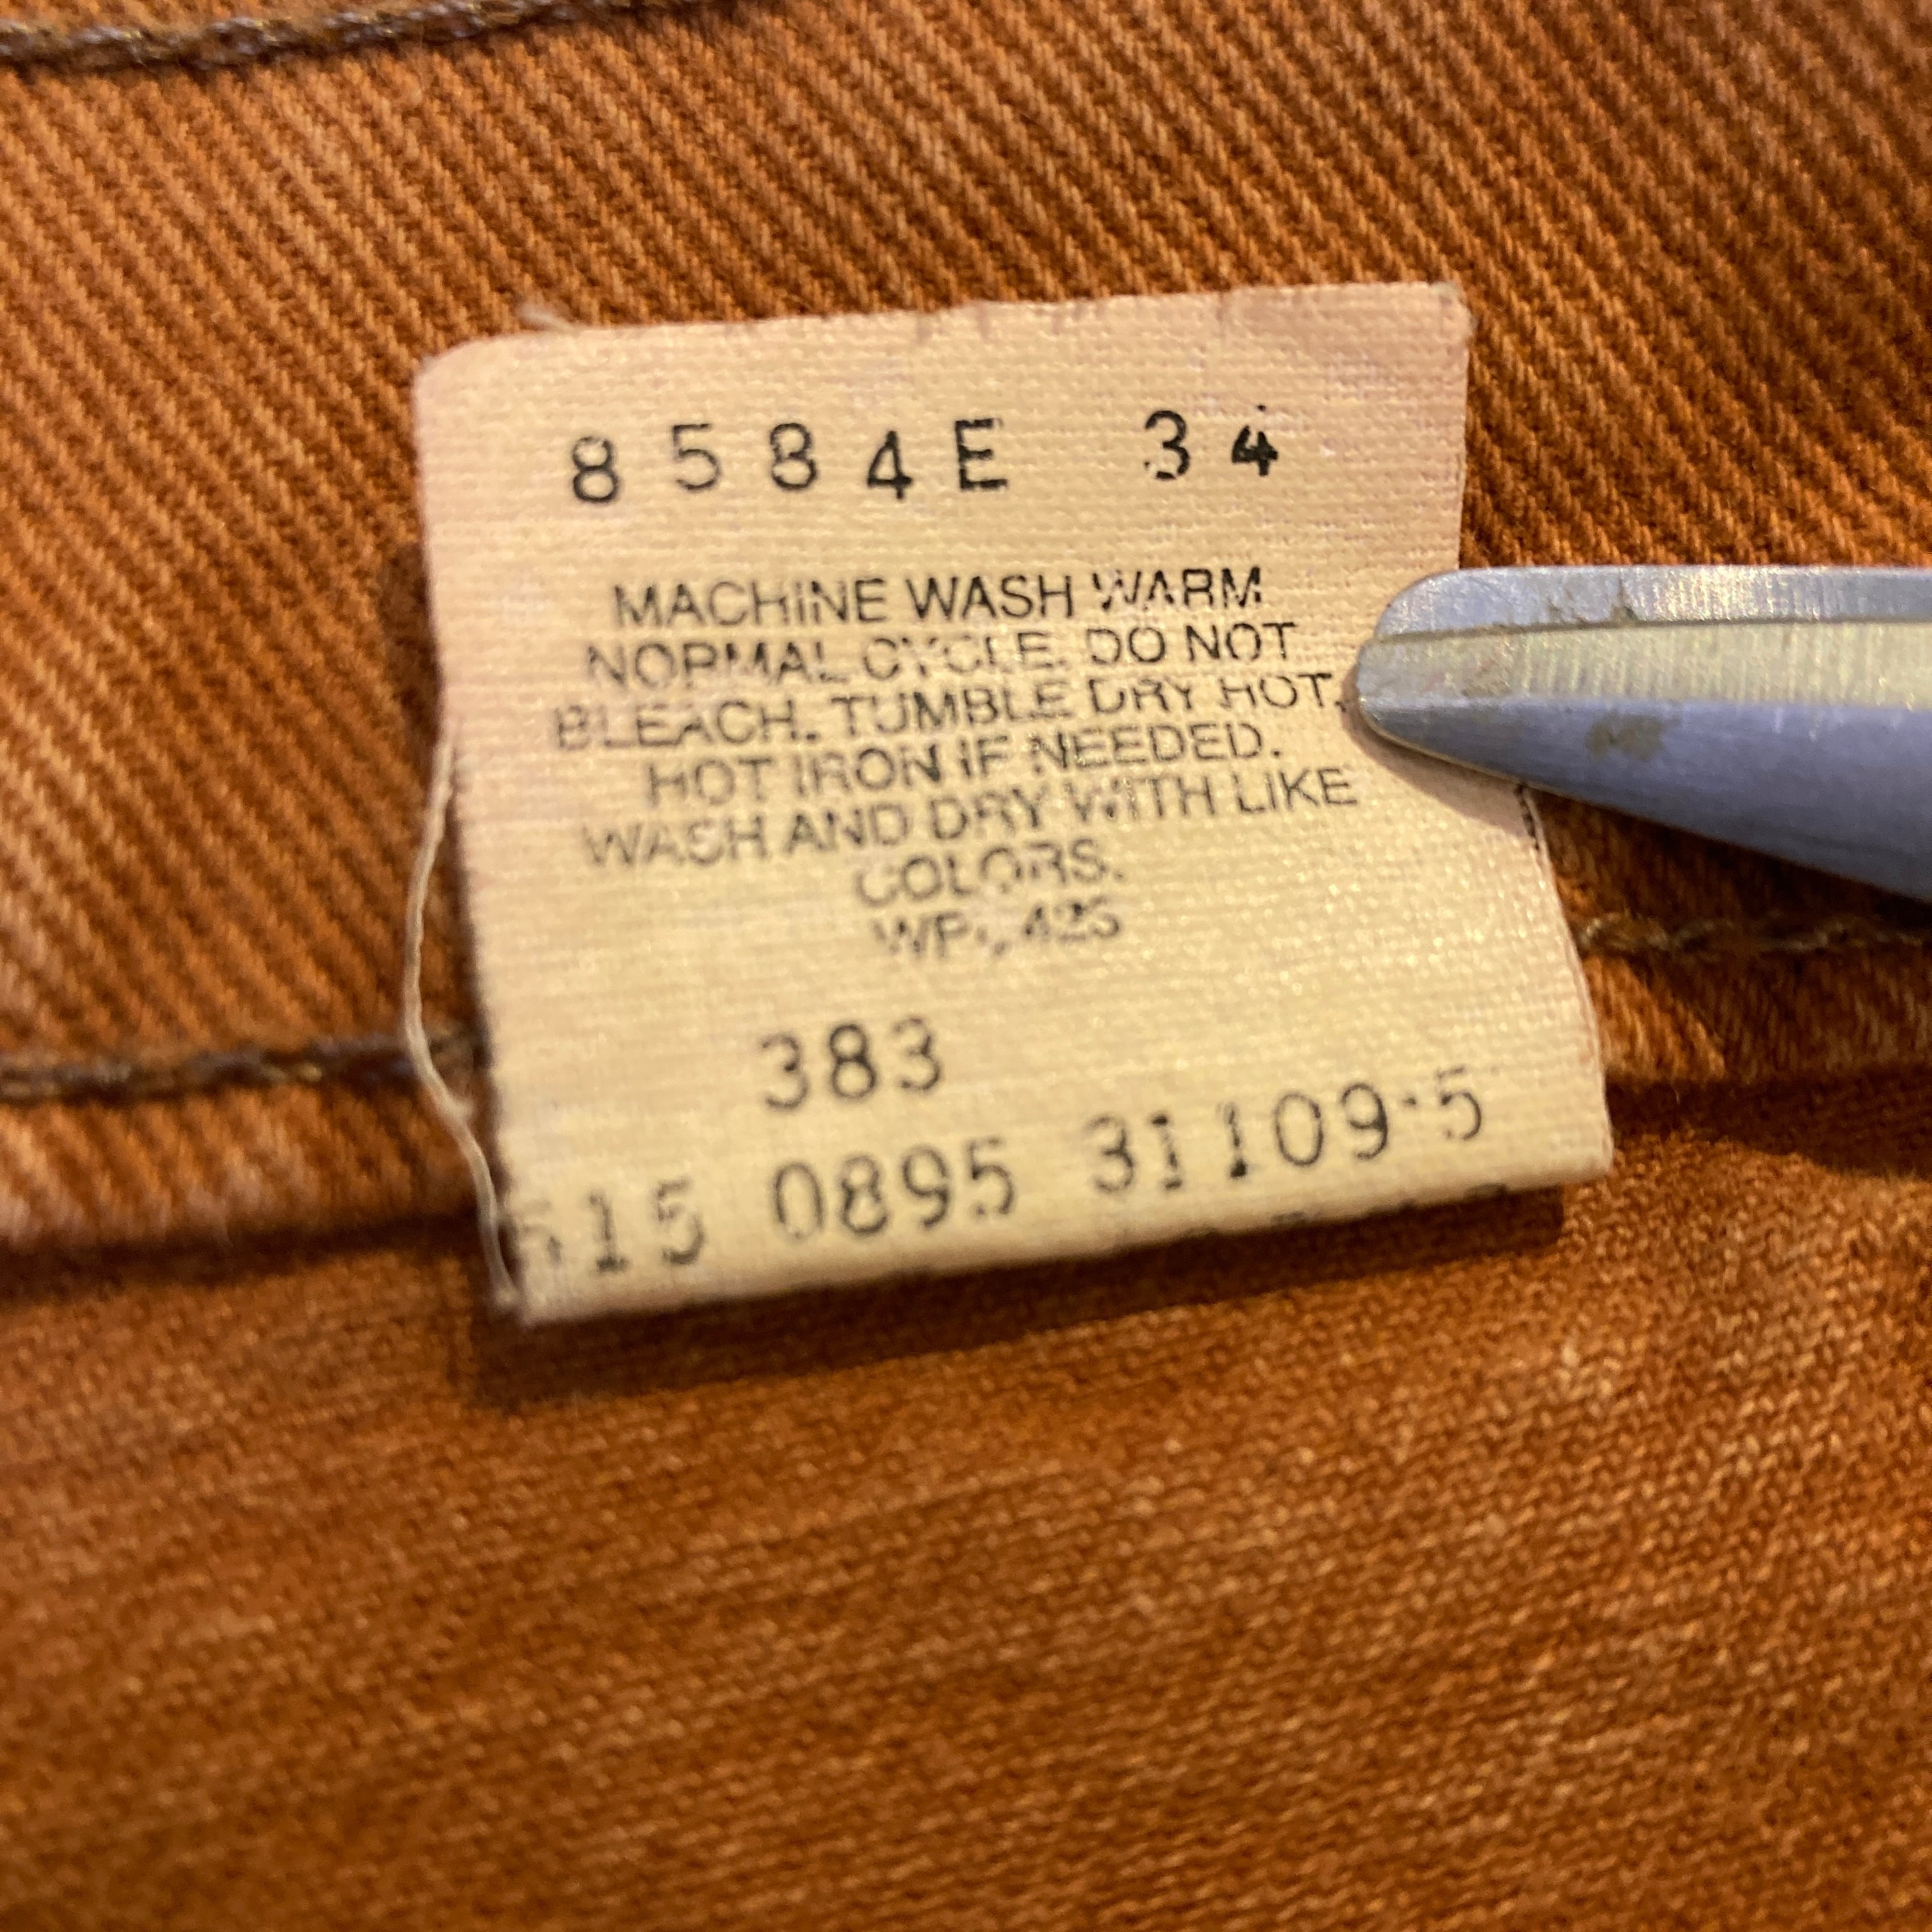 8584E 34
MACHINE WASH WARM
NORMAL CYCLE. DO NOT
BLEACH. TUMBLE DRY HOT,
HOT IRON IF NEEDED.
WASH AND DRY WITH LIKE
COLORS.
383
0895 31109-5